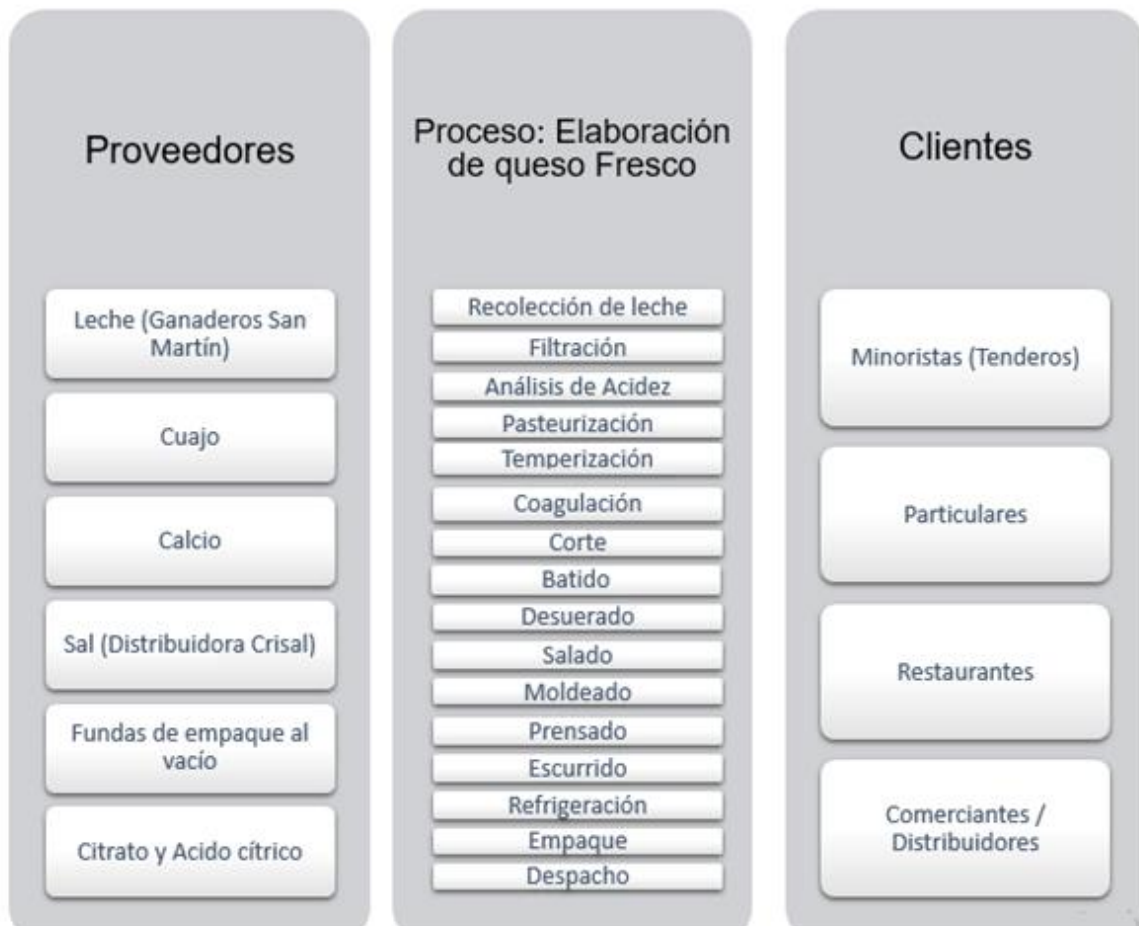 Proveedores
Leche (Ganaderos San
Martín)
Cuajo
Calcio
Sal (Distribuidora Crisal)
Fundas de empaque al
vacío
Citrato y Acido cítrico
Proceso: Elaboración
de queso Fresco
Recolección de leche
Filtración
Análisis de Acidez
Pasteurización
Temperización
Coagulación
Corte
Batido
Desuerado
Salado
Moldeado
Prensado
Escurrido
Refrigeración
Empaque
Despacho
Clientes
Minoristas (Tenderos)
Particulares
Restaurantes
Comerciantes /
Distribuidores